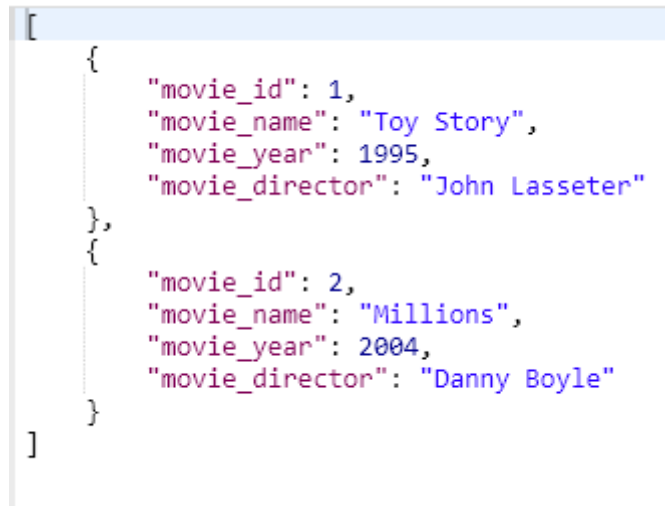 [
    {
        "movie_id": 1,
        "movie_name": "Toy Story",
        "movie_year": 1995,
        "movie_director": "John Lasseter"
    },
    {
        "movie_id": 2,
        "movie_name": "Millions",
        "movie_year": 2004,
        "movie_director": "Danny Boyle"
    }
]